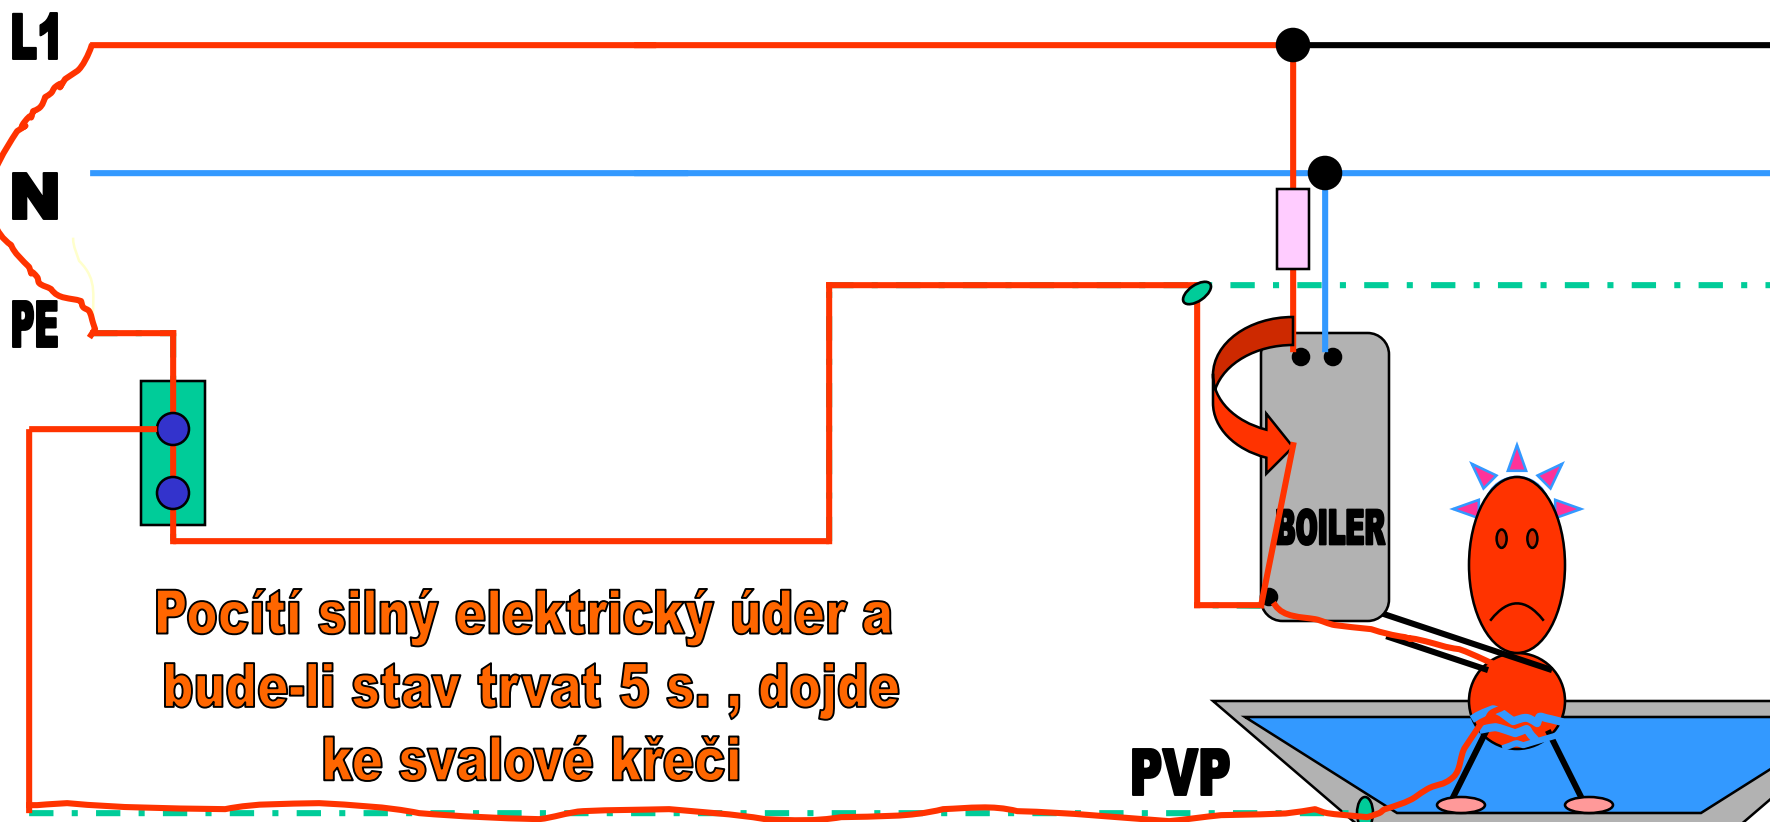 L1
N
PE
BOILER
Pocítí silný elektrický úder a
bude-li stav trvat 5 s. , dojde
ke svalové křeči
PVP